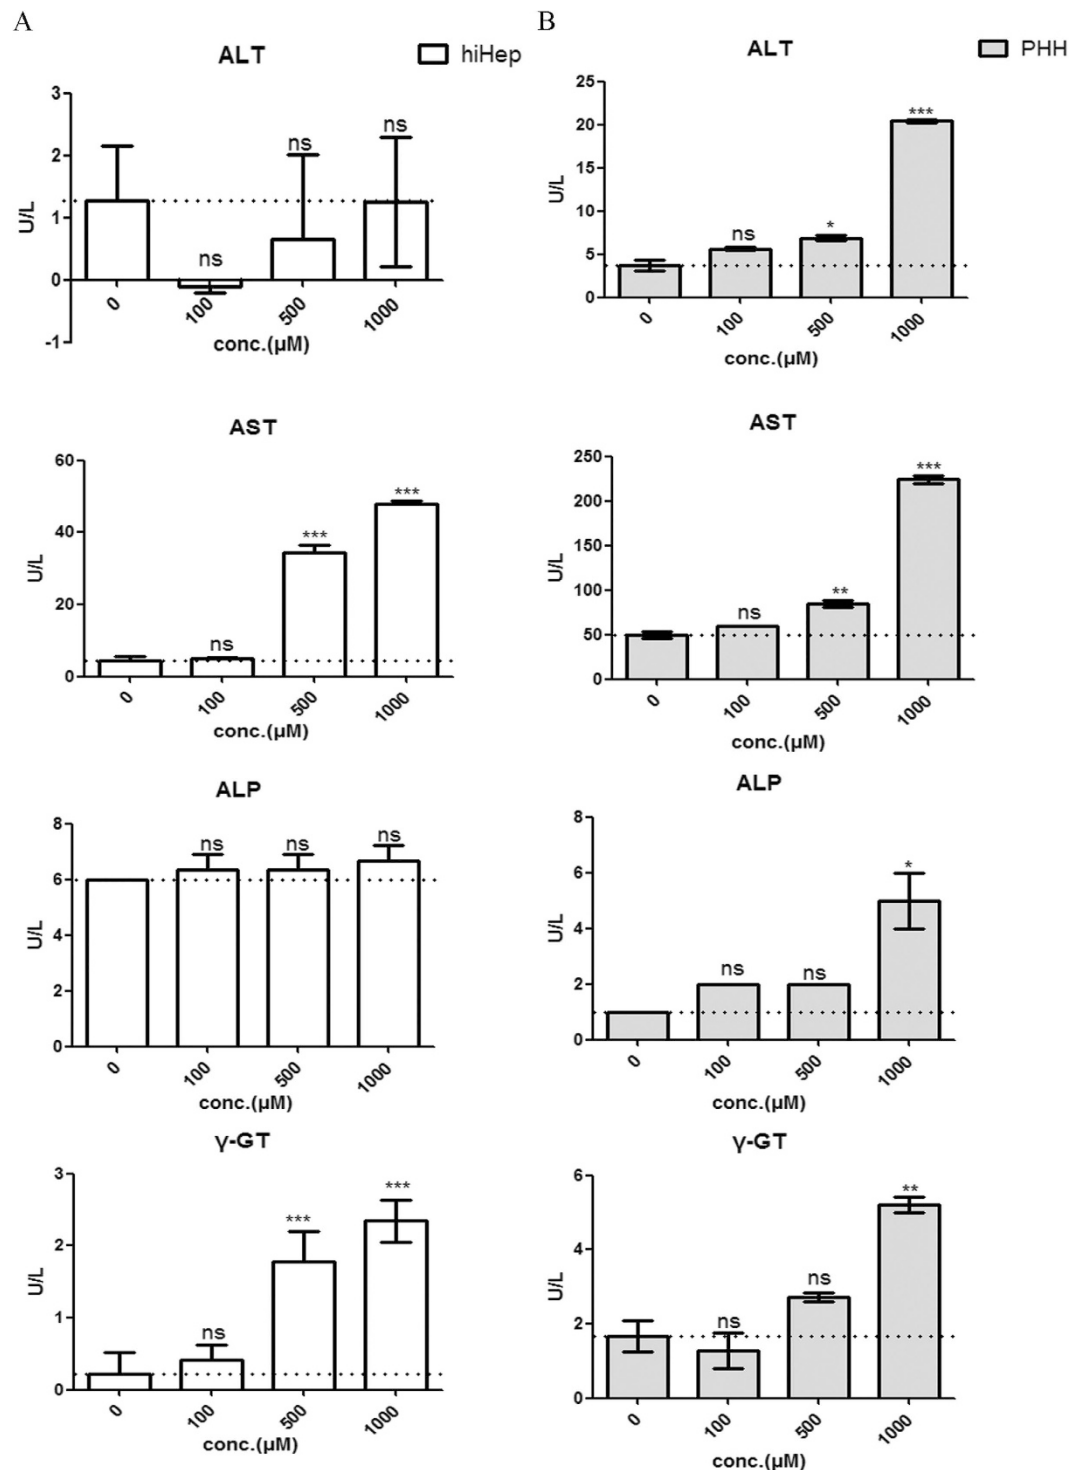 A
ALT
hiHep
3
2
1
0
-1
U/L
ns
ns
ns
0
100
500
1000
conc.(µM)
AST
60
40
20
0
U/L
ns
***
***
0
100
500
1000
conc.(µM)
ALP
8
6
4
2
0
U/L
ns
ns
ns
0
100
500
1000
conc.(µM)
γ-GT
3
2
1
0
U/L
ns
***
***
0
100
500
1000
conc.(µM)
B
ALT
PHH
25
20
15
10
5
0
U/L
ns
*
***
0
100
500
1000
conc.(µM)
AST
250
200
150
100
50
0
U/L
ns
**
***
0
100
500
1000
conc.(µM)
ALP
8
6
4
2
0
U/L
ns
ns
*
0
100
500
1000
conc.(µM)
γ-GT
6
4
2
0
U/L
ns
ns
**
0
100
500
1000
conc.(µM)